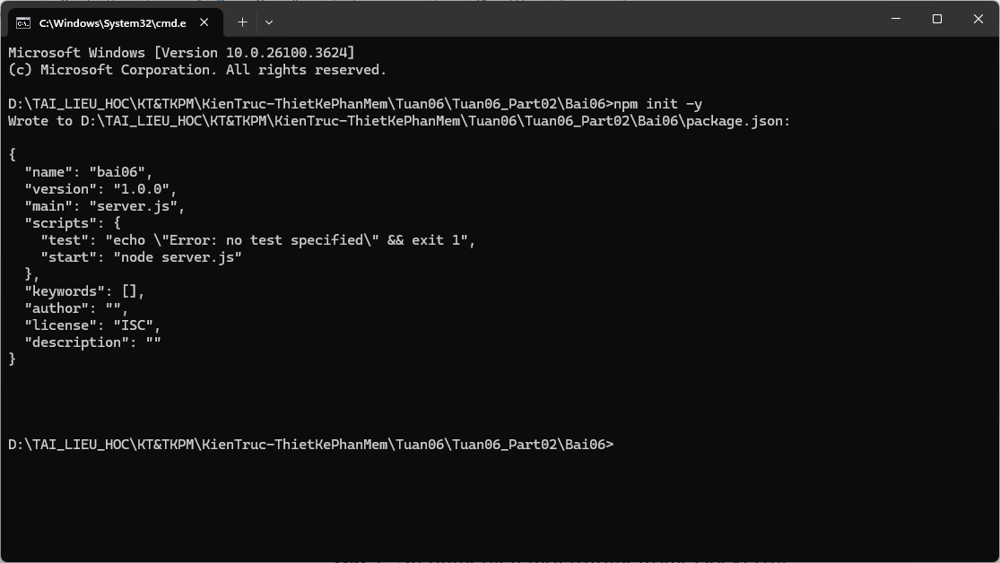 C:\Windows\System32\cmd.e
Microsoft Windows [Version 10.0.26100.3624]
(c) Microsoft Corporation. All rights reserved.
D:\TAI_LIEU_HOC\KT&TKPM\KienTruc-ThietKePhanMem\Tuan06\Tuan06_Part02\Bai06>npm init -y
Wrote to D:\TAI_LIEU_HOC\KT&TKPM\KienTruc-ThietKePhanMem\Tuan06\Tuan06_Part02\Bai06\package.json:
{
  "name": "bai06",
  "version": "1.0.0",
  "main": "server.js",
  "scripts": {
    "test": "echo \"Error: no test specified\" && exit 1",
    "start": "node server.js"
  },
  "keywords": [],
  "author": "",
  "license": "ISC",
  "description": ""
}
D:\TAI_LIEU_HOC\KT&TKPM\KienTruc-ThietKePhanMem\Tuan06\Tuan06_Part02\Bai06>